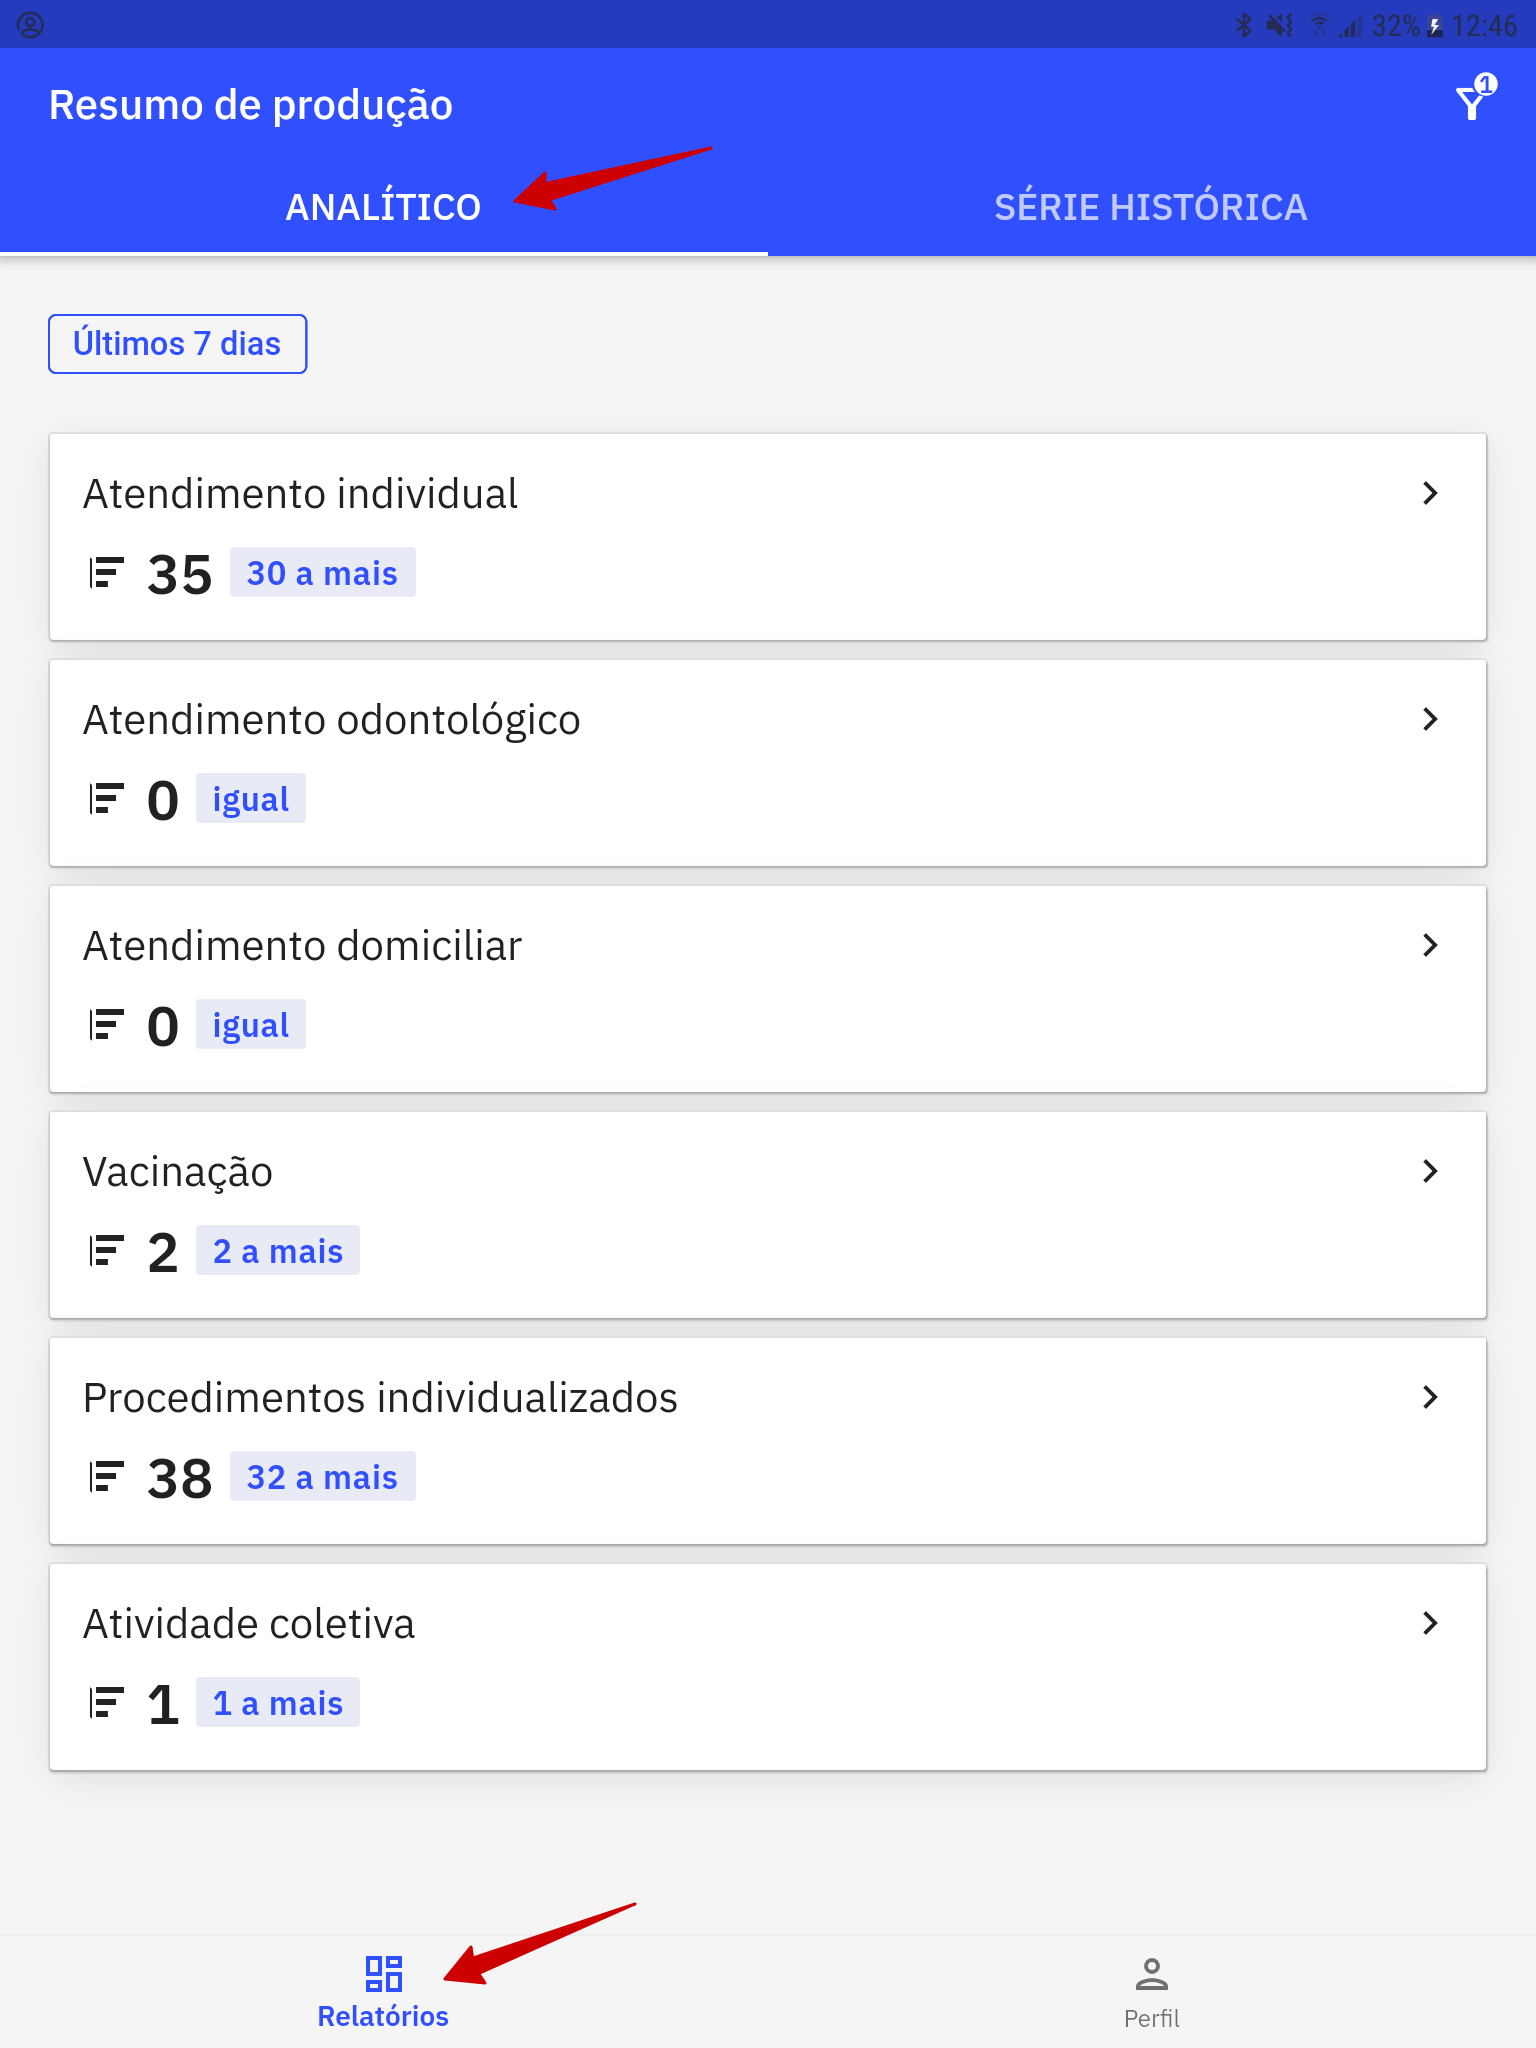 32% 12:46
Resumo de produção
1
ANALÍTICO
SÉRIE HISTÓRICA
Últimos 7 dias
Atendimento individual
35 30 a mais
Atendimento odontológico
0 igual
Atendimento domiciliar
0 igual
Vacinação
2 2 a mais
Procedimentos individualizados
38 32 a mais
Atividade coletiva
1 1 a mais
Relatórios
Perfil